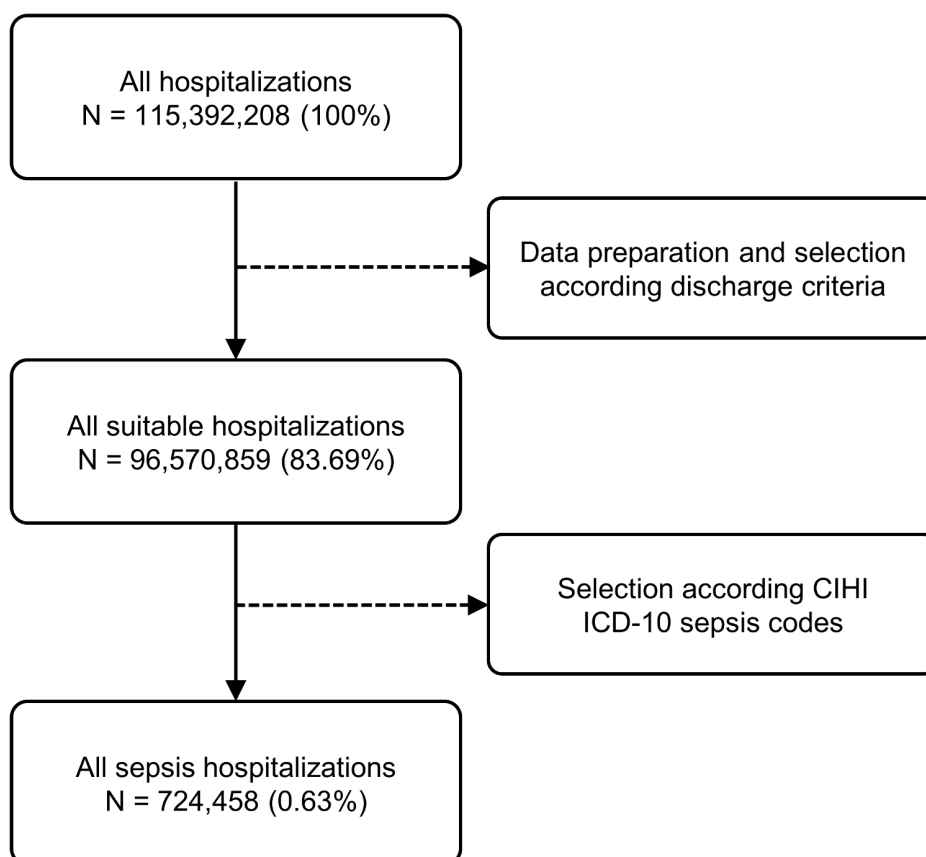 All hospitalizations
N = 115,392,208 (100%)
Data preparation and selection
according discharge criteria
All suitable hospitalizations
N = 96,570,859 (83.69%)
Selection according CIHI
ICD-10 sepsis codes
All sepsis hospitalizations
N = 724,458 (0.63%)